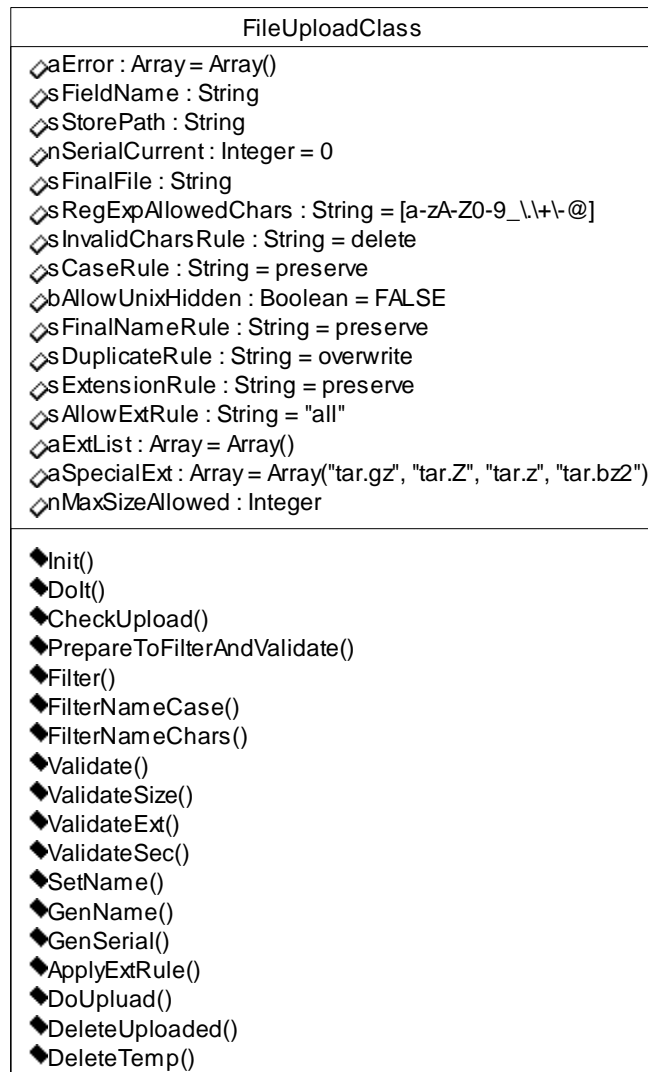 FileUploadClass
aError : Array = Array()
sFieldName : String
sStorePath : String
nSerialCurrent : Integer = 0
sFinalFile : String
sRegExpAllowedChars : String = [a-zA-Z0-9_\.\+\-@]
sInvalidCharsRule : String = delete
sCaseRule : String = preserve
bAllowUnixHidden : Boolean = FALSE
sFinalNameRule : String = preserve
sDuplicateRule : String = overwrite
sExtensionRule : String = preserve
sAllowExtRule : String = "all"
aExtList : Array = Array()
aSpecialExt : Array = Array("tar.gz", "tar.Z", "tar.z", "tar.bz2")
nMaxSizeAllowed : Integer
Init()
DoIt()
CheckUpload()
PrepareToFilterAndValidate()
Filter()
FilterNameCase()
FilterNameChars()
Validate()
ValidateSize()
ValidateExt()
ValidateSec()
SetName()
GenName()
GenSerial()
ApplyExtRule()
DoUpluad()
DeleteUploaded()
DeleteTemp()